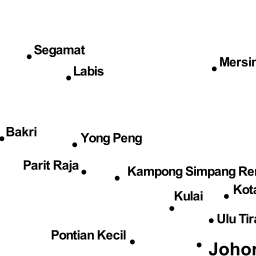 Segamat
Labis
Mersin
Bakri
Yong Peng
Parit Raja
Kampong Simpang Ren
Kulai
Kota
Ulu Tira
Pontian Kecil
Johor